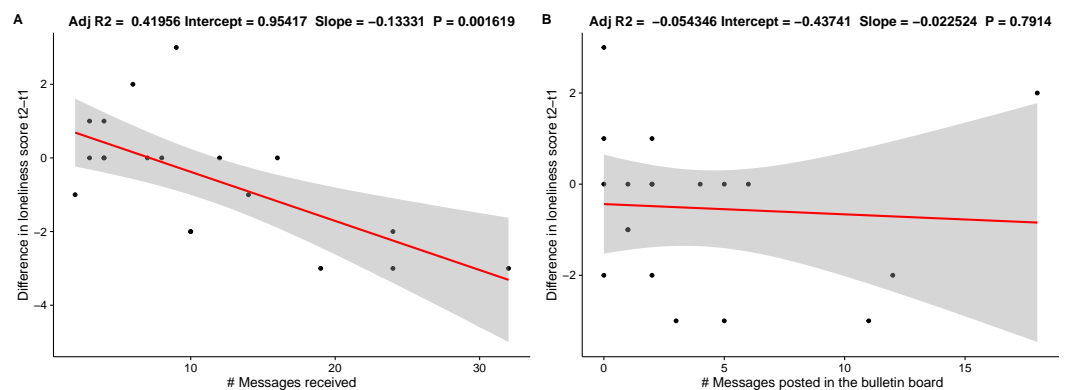 A
Adj R2 =  0.41956 Intercept = 0.95417  Slope = −0.13331  P = 0.001619
Difference in loneliness score t2−t1
2
0
−2
−4
10
20
30
# Messages received
B
Adj R2 =  −0.054346 Intercept = −0.43741  Slope = −0.022524  P = 0.7914
Difference in loneliness score t2−t1
2
0
−2
0
5
10
15
# Messages posted in the bulletin board